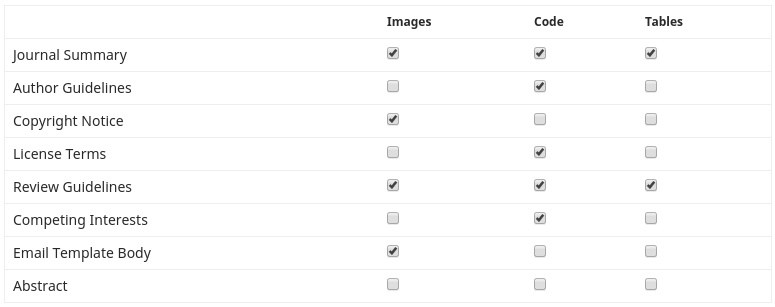 Images Code Tables
Journal Summary
Author Guidelines
Copyright Notice
License Terms
Review Guidelines
Competing Interests
Email Template Body
Abstract